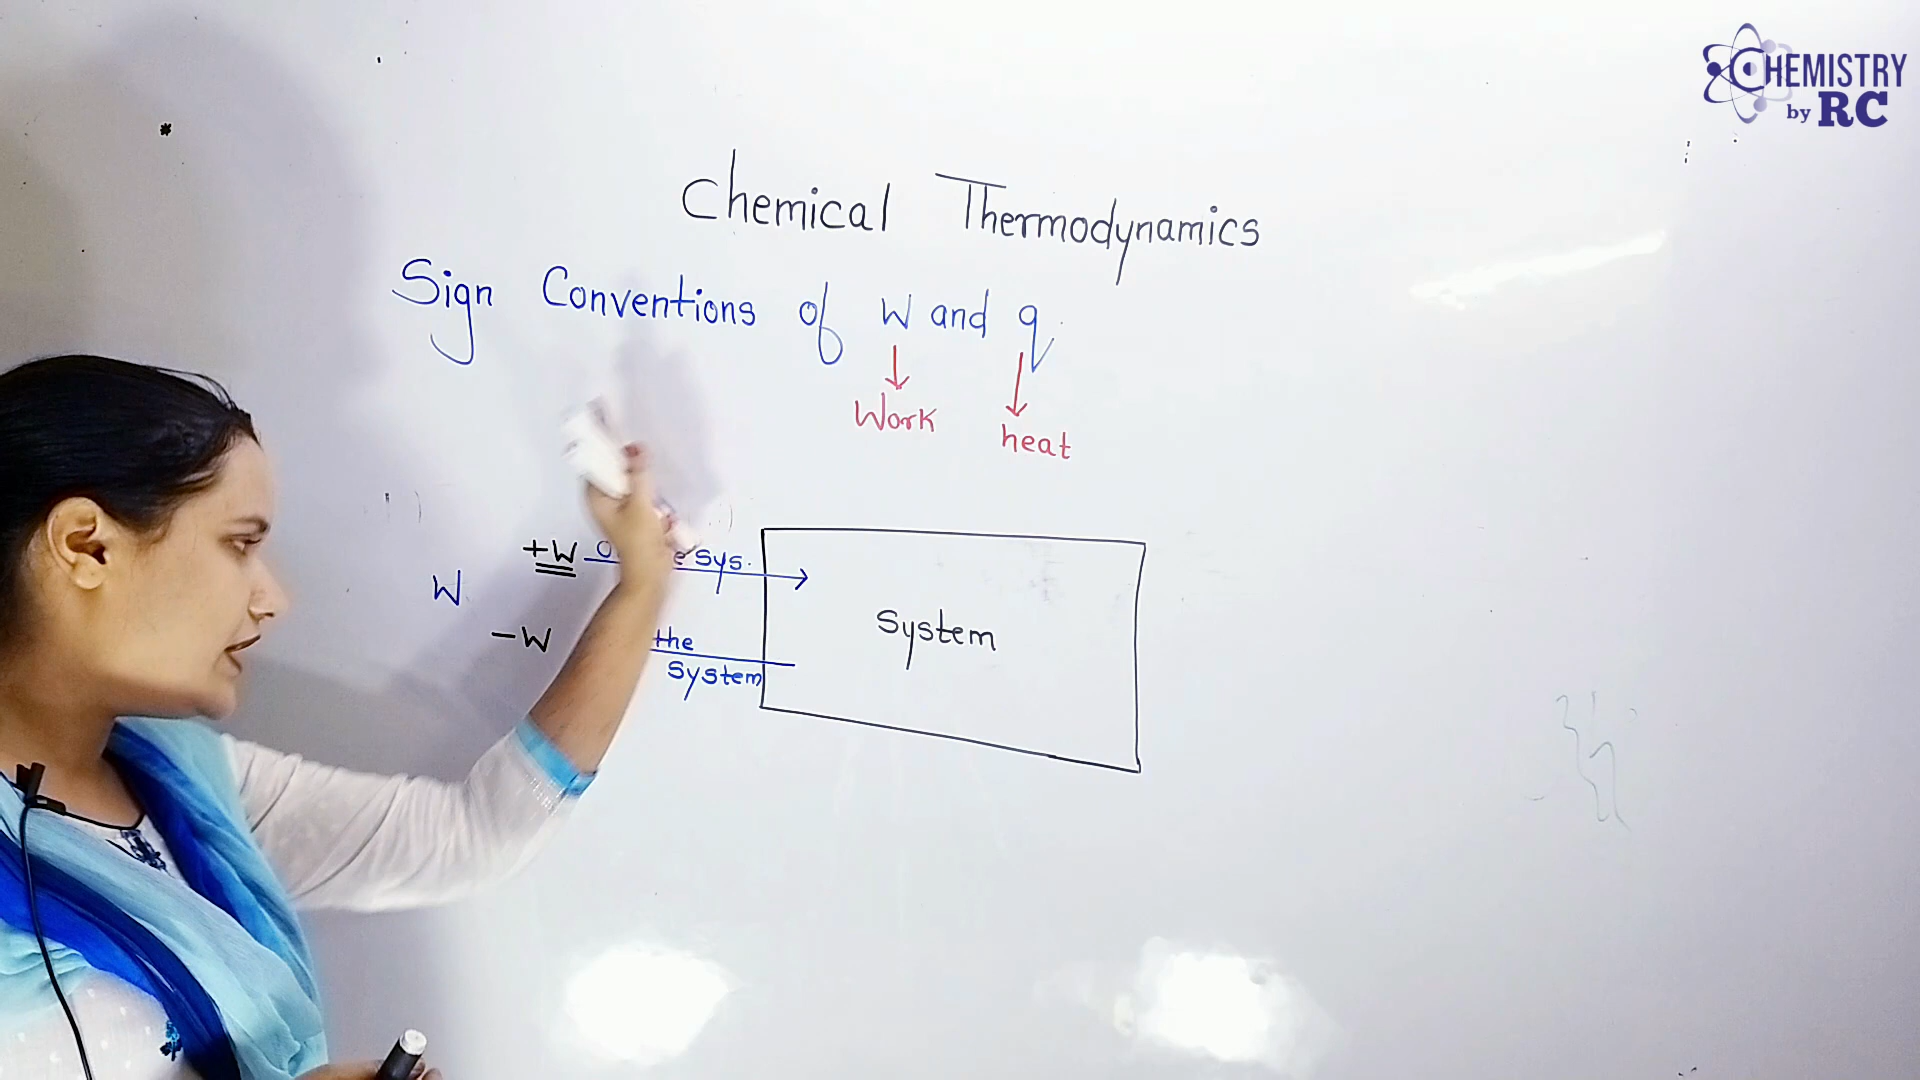 CHEMISTRY
by RC
Chemical Thermodynamics
Sign Conventions of W and q
Work
heat
+W sys.
W
-W the
system
System